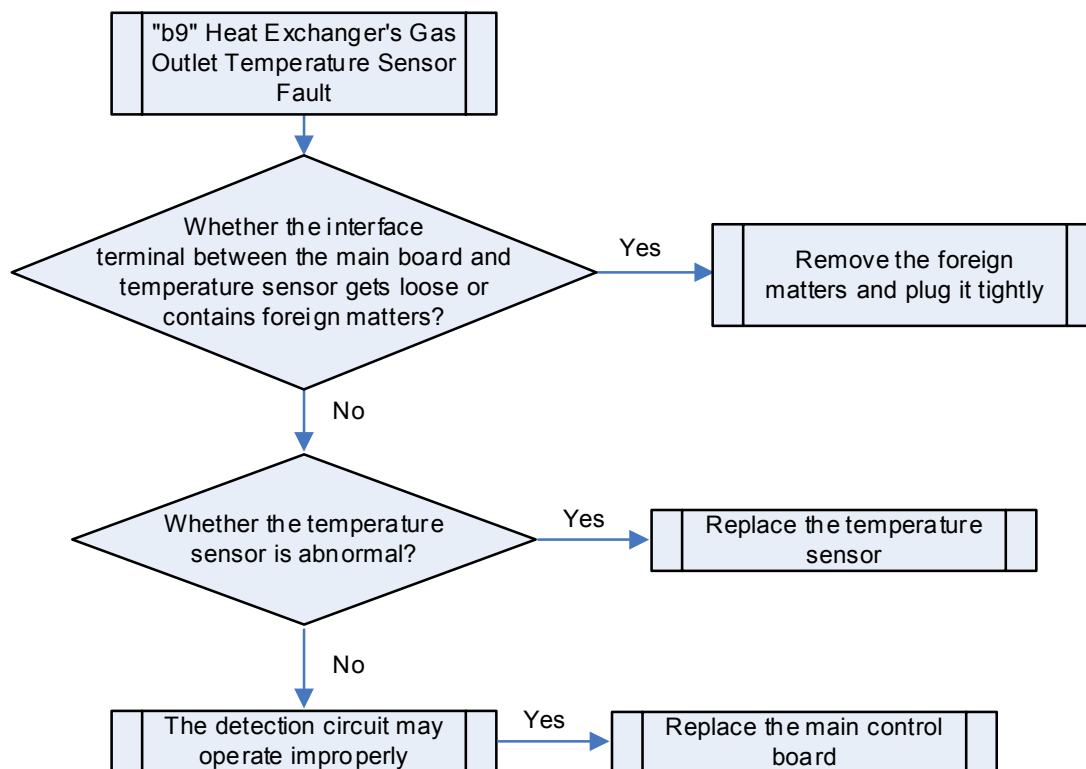 "b9" Heat Exchanger's Gas
Outlet Temperature Sensor
Fault
Whether the interface
terminal between the main board and
temperature sensor gets loose or
contains foreign matters?
Yes
Remove the foreign
matters and plug it tightly
No
Whether the temperature
sensor is abnormal?
Yes
Replace the temperature
sensor
No
The detection circuit may
operate improperly
Yes
Replace the main control
board